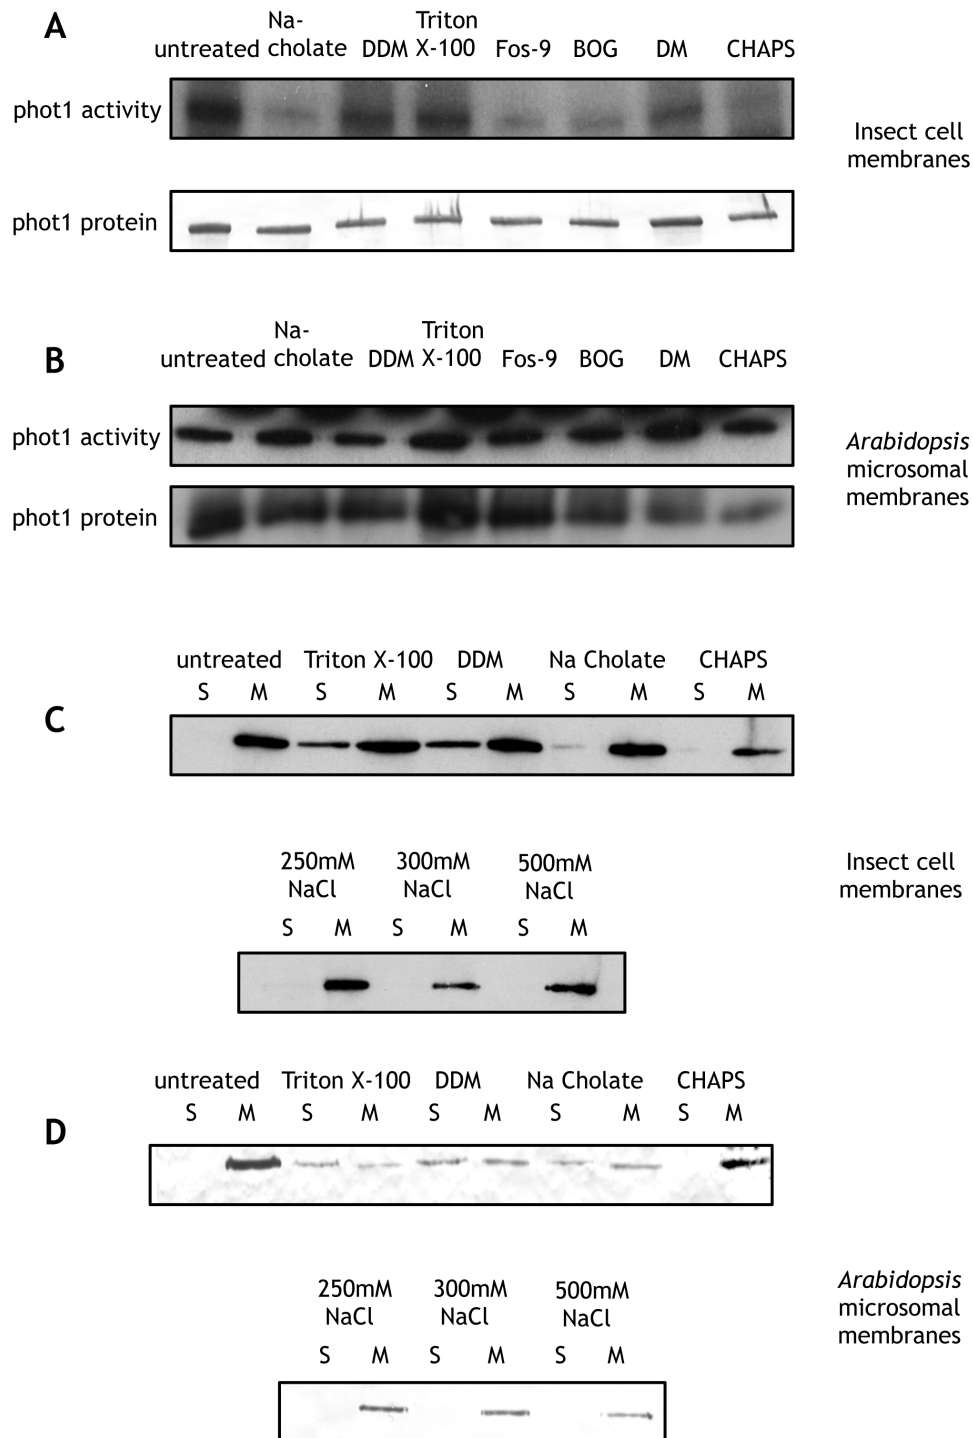 A
untreated Na-cholate DDM Triton X-100 Fos-9 BOG DM CHAPS
phot1 activity
Insect cell
membranes
phot1 protein
B
untreated Na-cholate DDM Triton X-100 Fos-9 BOG DM CHAPS
phot1 activity
Arabidopsis
microsomal
membranes
phot1 protein
untreated Triton X-100 DDM Na Cholate CHAPS
S M S M S M S M S M
C
250mM 300mM 500mM
NaCl NaCl NaCl
Insect cell
membranes
S M S M S M
untreated Triton X-100 DDM Na Cholate CHAPS
S M S M S M S M S M
D
250mM 300mM 500mM
NaCl NaCl NaCl
Arabidopsis
microsomal
membranes
S M S M S M